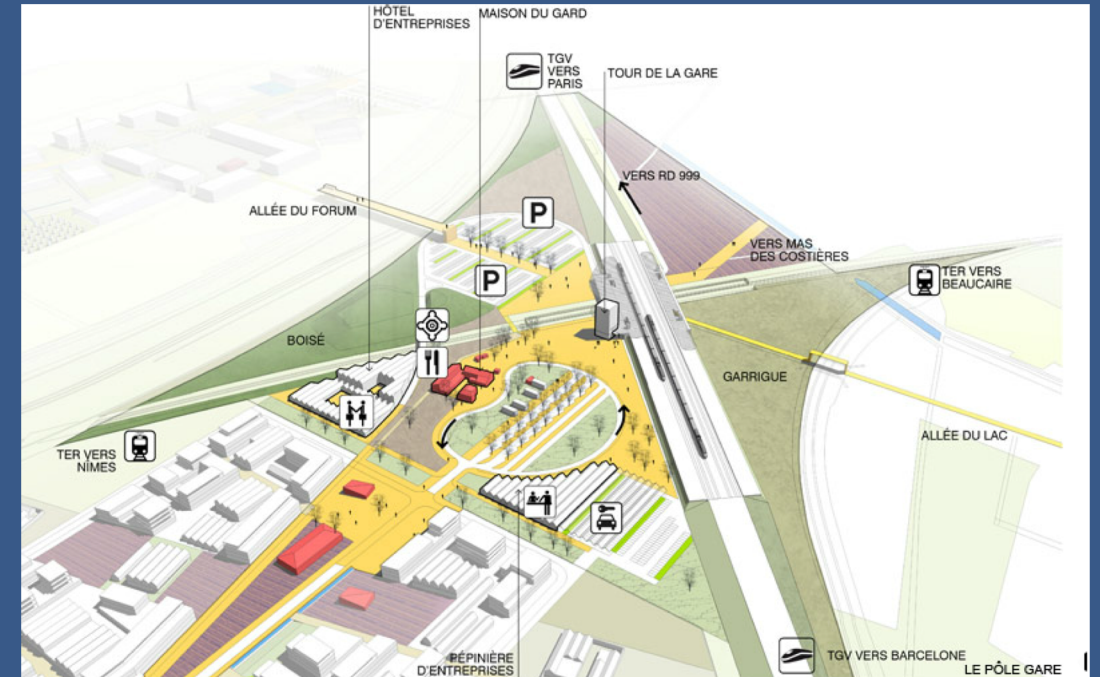 HÔTEL
D'ENTREPRISES
MAISON DU GARD
TGV
VERS
PARIS
TOUR DE LA GARE
VERS RD 999
ALLÉE DU FORUM
P
VERS MAS
DES COSTIÈRES
P
TER VERS
BEAUCAIRE
BOISÉ
GARRIGUE
ALLÉE DU LAC
TER VERS
NÎMES
PÉPINIÈRE
D'ENTREPRISES
TGV VERS BARCELONE
LE PÔLE GARE